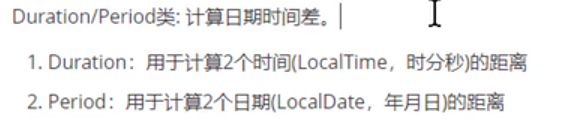 Duration/Period类: 计算日期时间差。
1. Duration：用于计算2个时间(LocalTime，时分秒)的距离
2. Period：用于计算2个日期(LocalDate，年月日)的距离